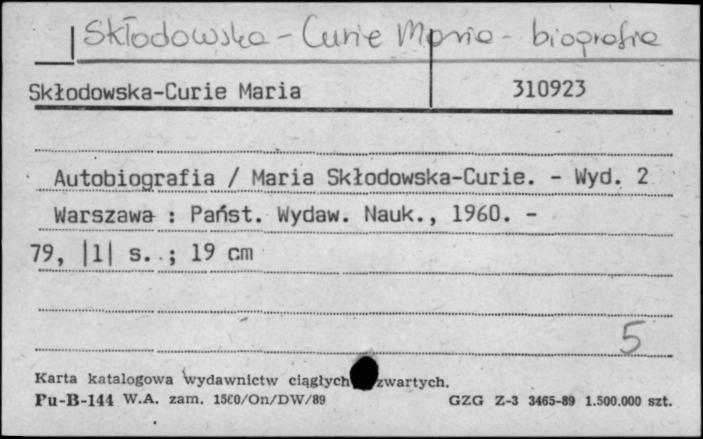 Skłodowska - Curie Maria - biografia
Skłodowska-Curie Maria 310923
Autobiografia / Maria Skłodowska-Curie. - Wyd. 2
Warszawa : Państ. Wydaw. Nauk., 1960. -
79, |1| s. ; 19 cm
5
Karta katalogowa wydawnictw ciągłych zwartych.
Pu-B-144 W.A. zam. 1560/On/DW/89 GZG Z-3 3465-89 1.500.000 szt.